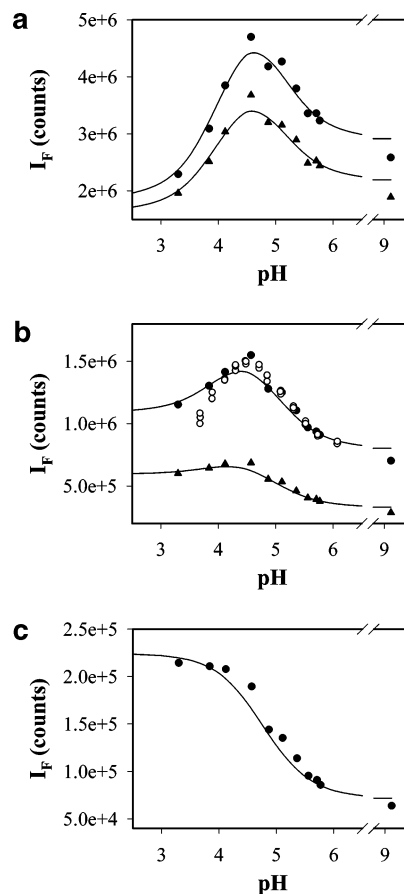 a
5e+6
4e+6
3e+6
2e+6
I_F (counts)
3 4 5 6 9
pH
b
1.5e+6
1.0e+6
5.0e+5
I_F (counts)
3 4 5 6 9
pH
c
2.5e+5
2.0e+5
1.5e+5
1.0e+5
5.0e+4
I_F (counts)
3 4 5 6 9
pH